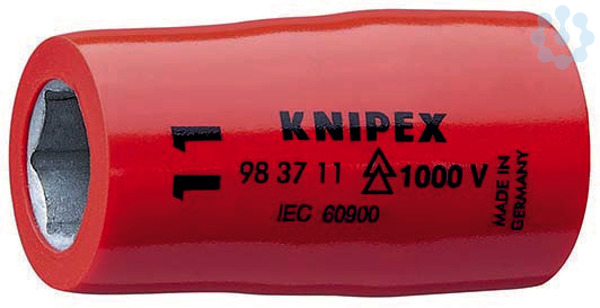 11
KNIPEX
98 37 11 1000 V
IEC 60900
MADE IN
GERMANY